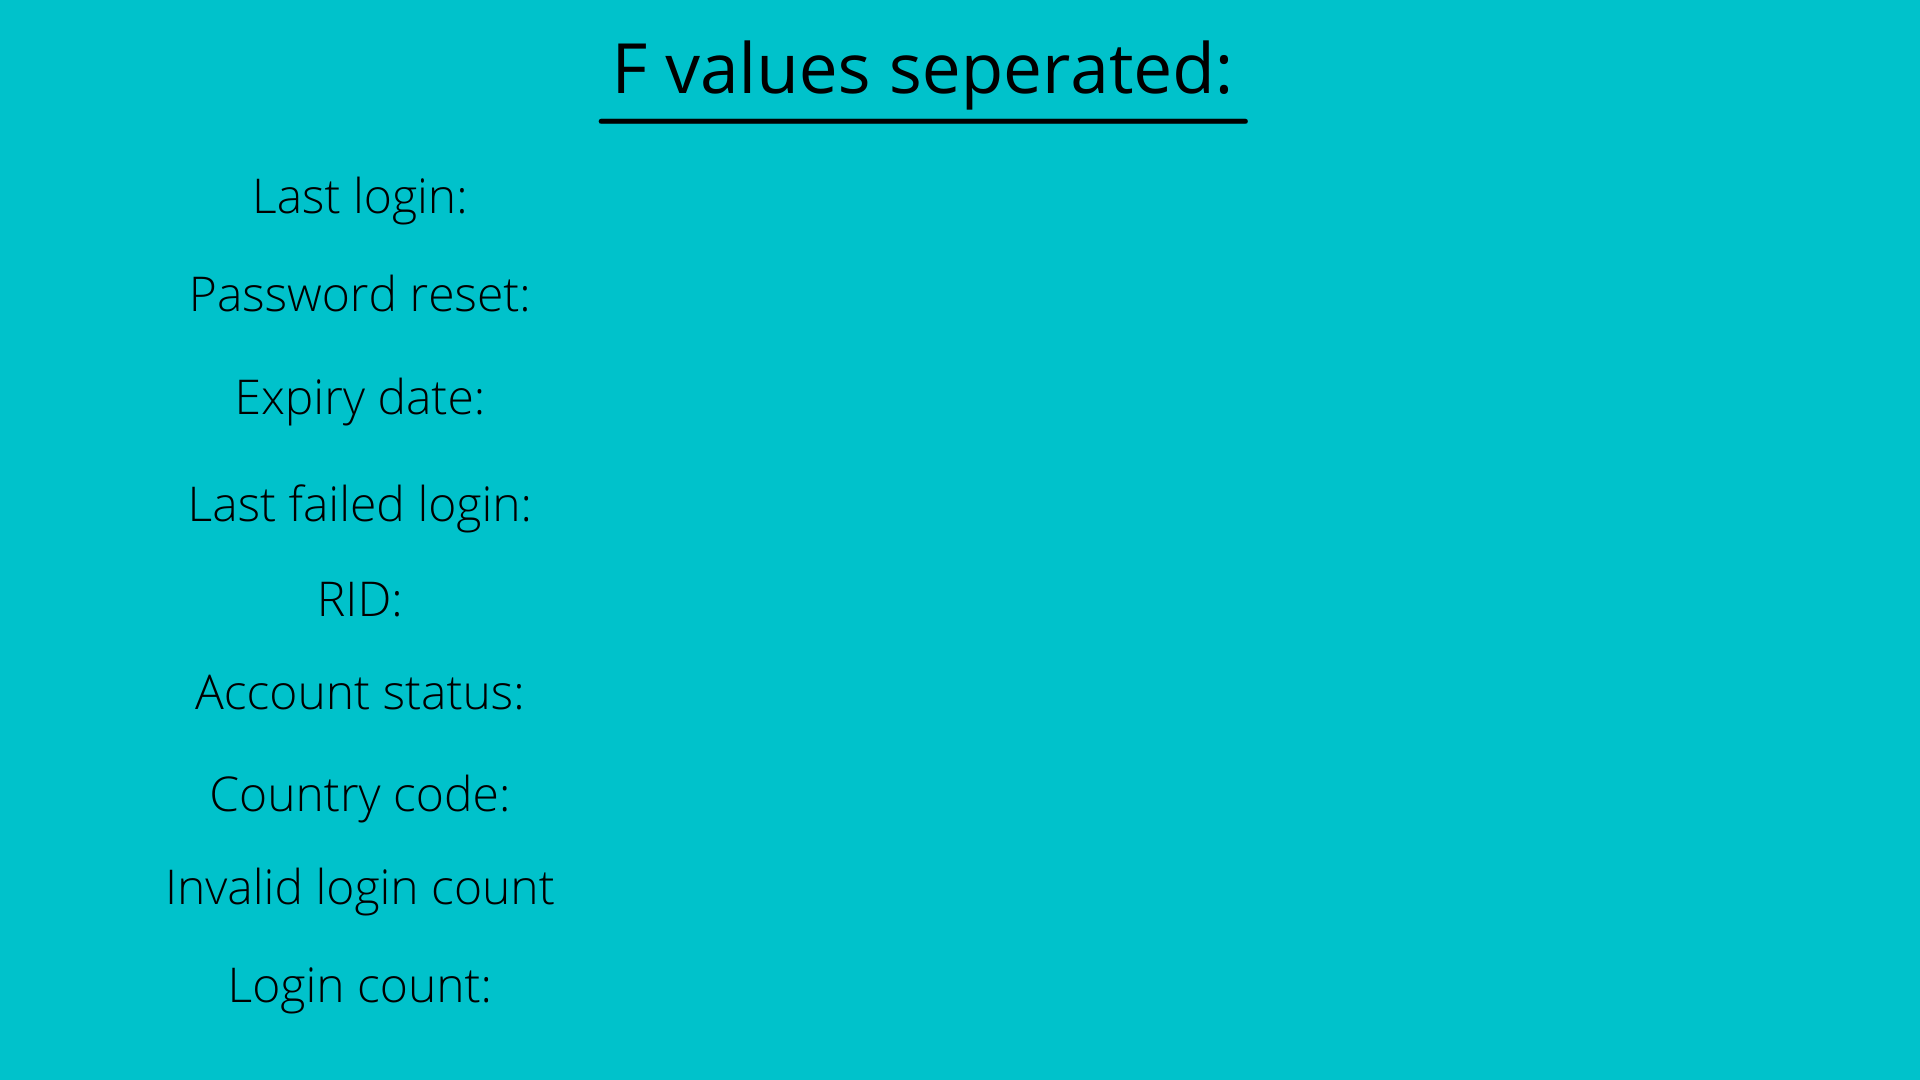 F values seperated:
Last login:
Password reset:
Expiry date:
Last failed login:
RID:
Account status:
Country code:
Invalid login count
Login count: